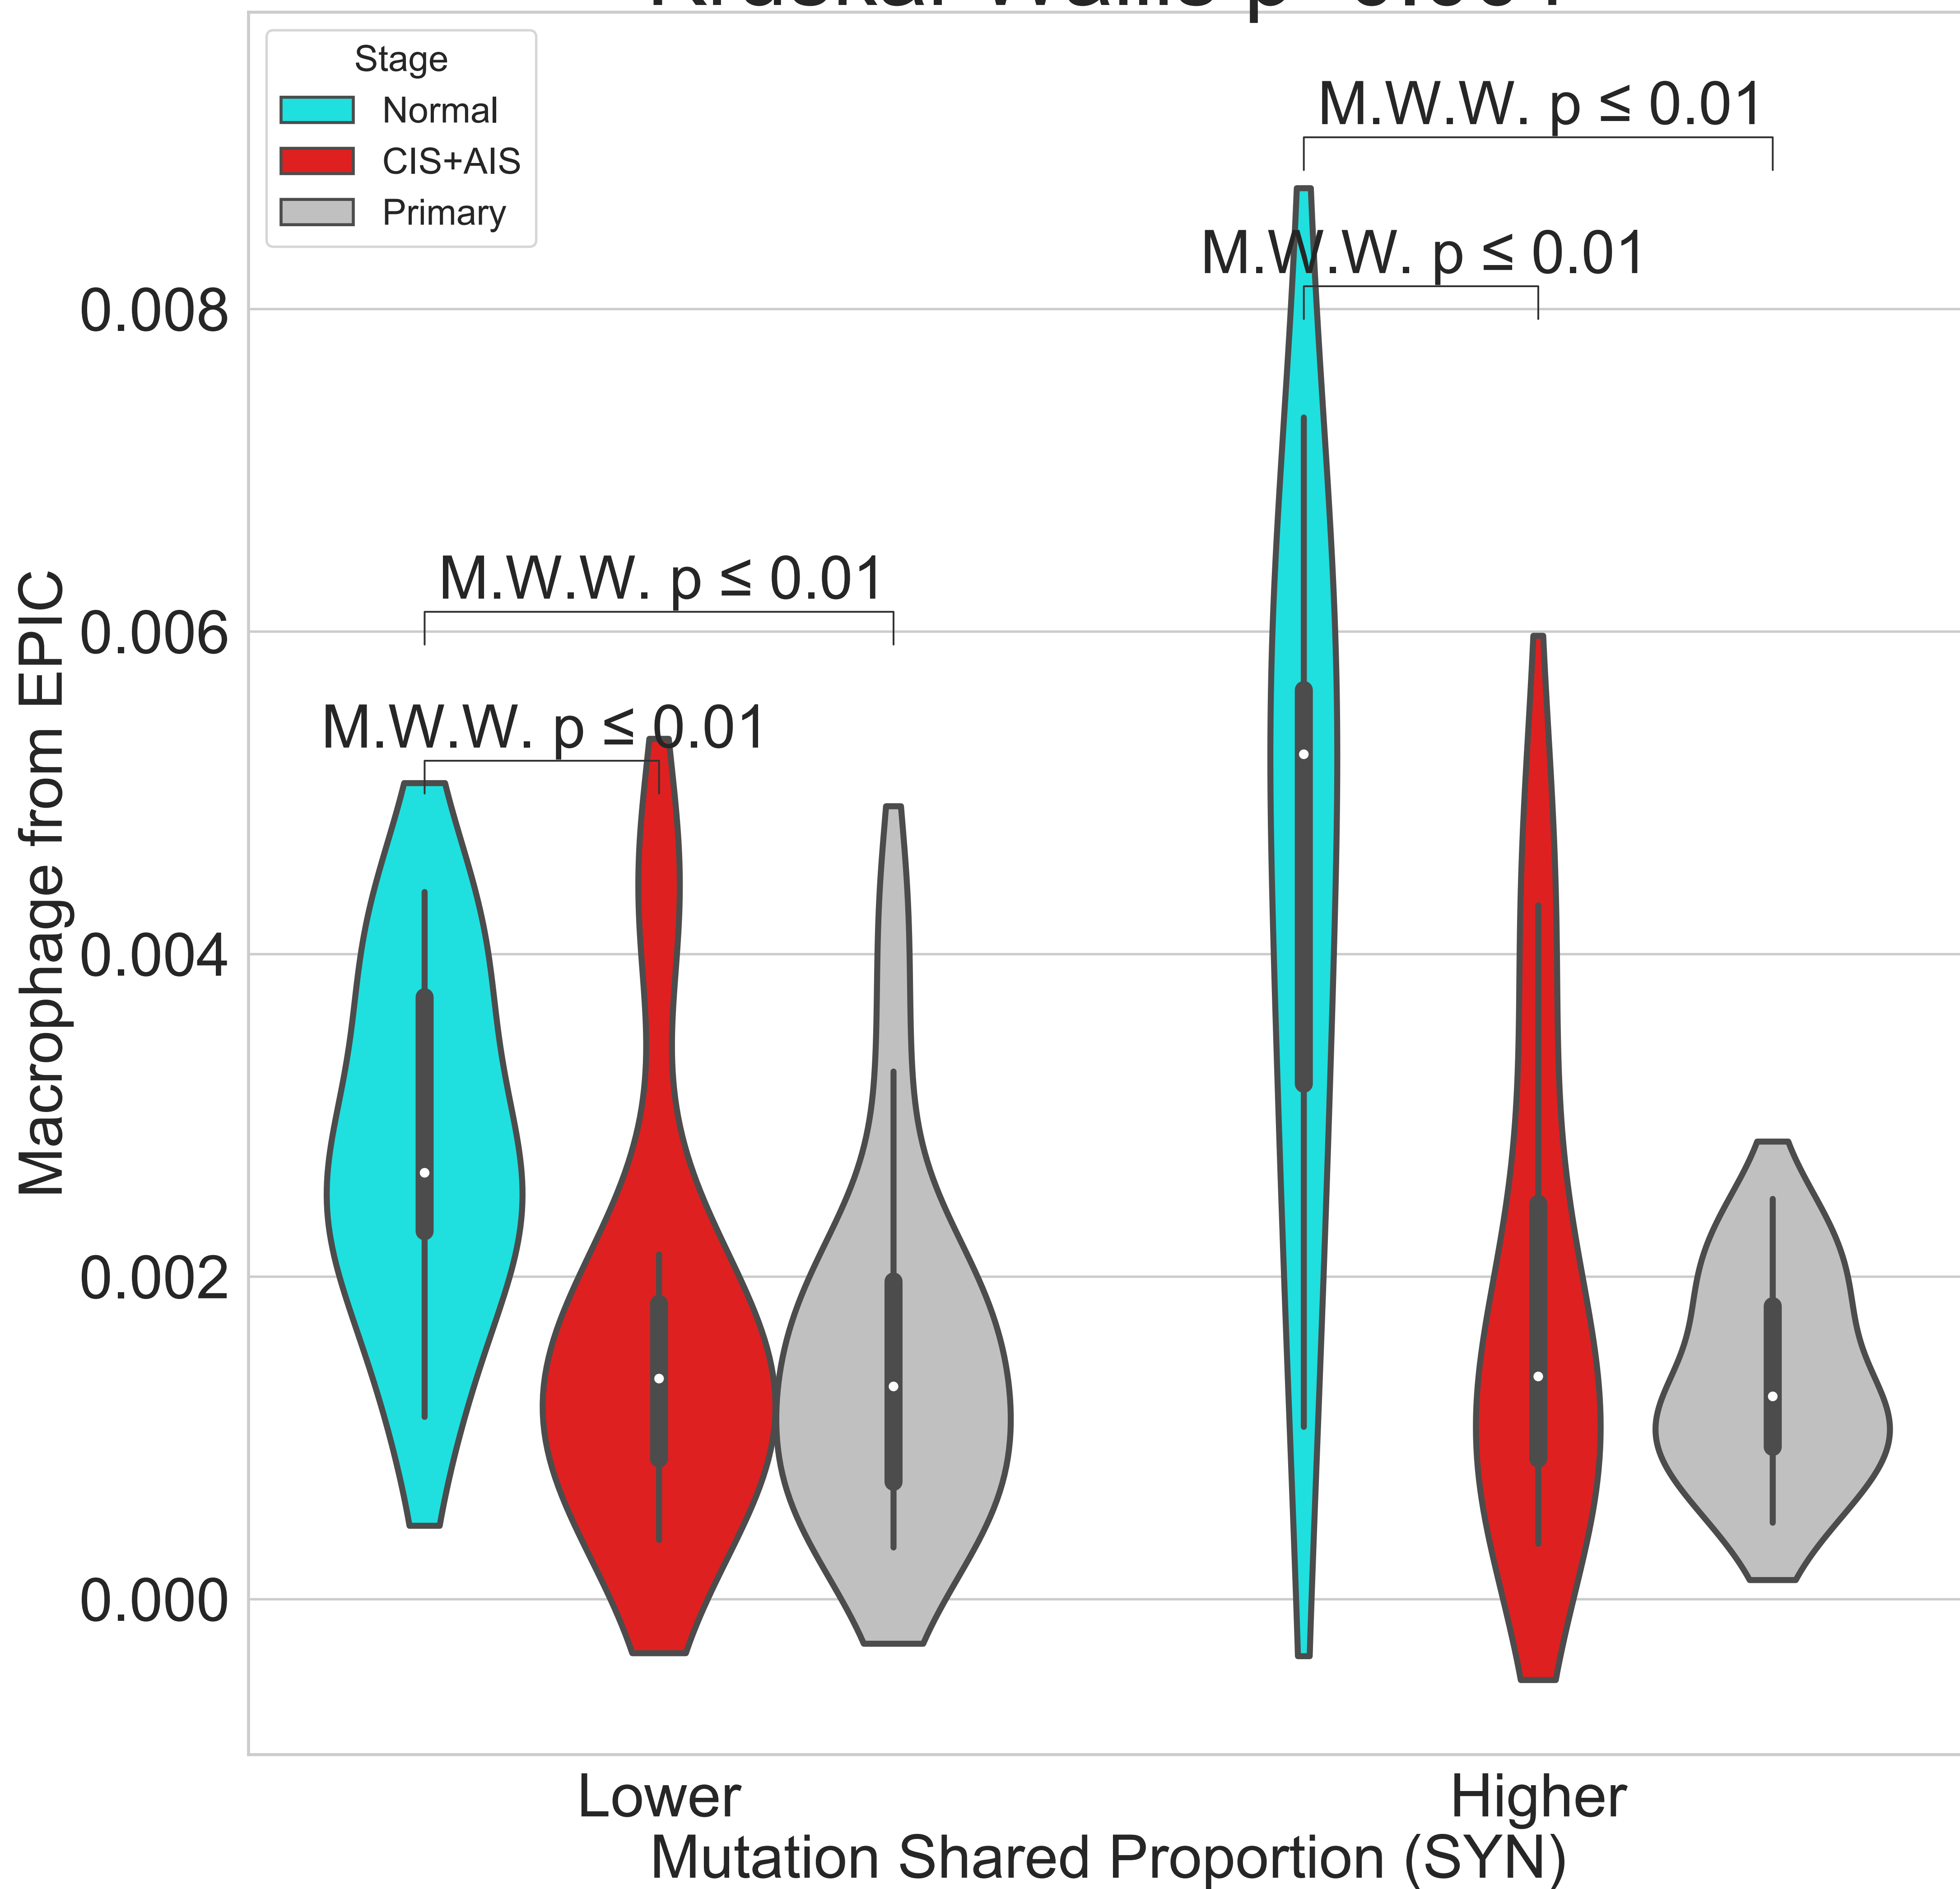 Stage
Normal
CIS+AIS
Primary
M.W.W. p ≤ 0.01
M.W.W. p ≤ 0.01
M.W.W. p ≤ 0.01
M.W.W. p ≤ 0.01
0.008
0.006
0.004
0.002
0.000
Macrophage from EPIC
Lower
Higher
Mutation Shared Proportion (SYN)